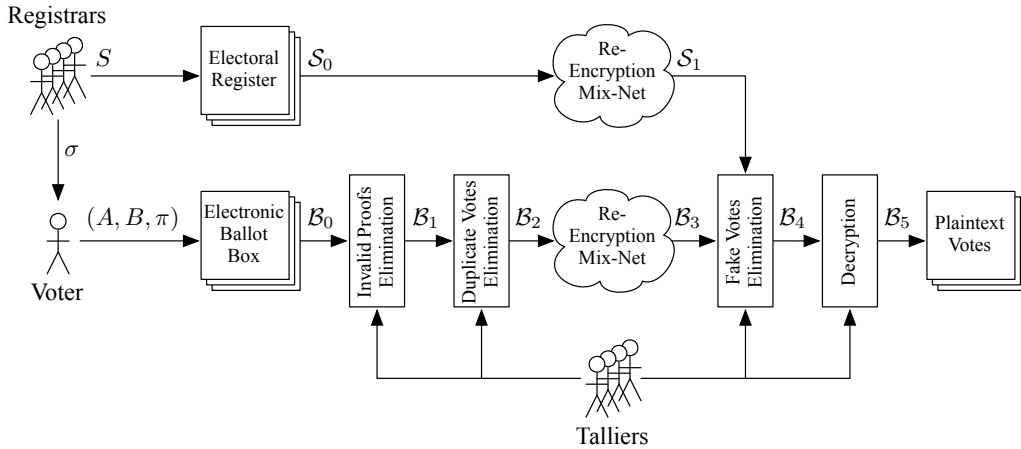 Registrars
S
Electoral
Register
S₀
Re-
Encryption
Mix-Net
S₁
σ
(A, B, π)
Electronic
Ballot
Box
B₀
Invalid Proofs
Elimination
B₁
Duplicate Votes
Elimination
B₂
Re-
Encryption
Mix-Net
B₃
Fake Votes
Elimination
B₄
Decryption
B₅
Plaintext
Votes
Voter
Talliers